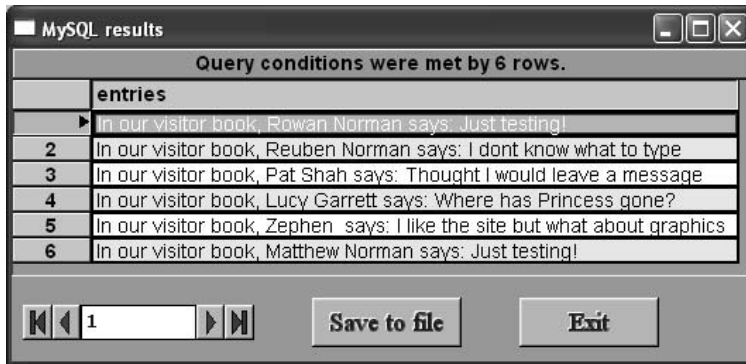 MySQL results
Query conditions were met by 6 rows.
entries
In our visitor book, Rowan Norman says: Just testing!
2 In our visitor book, Reuben Norman says: I dont know what to type
3 In our visitor book, Pat Shah says: Thought I would leave a message
4 In our visitor book, Lucy Garrett says: Where has Princess gone?
5 In our visitor book, Zephen  says: I like the site but what about graphics
6 In our visitor book, Matthew Norman says: Just testing!
1 Save to file Exit